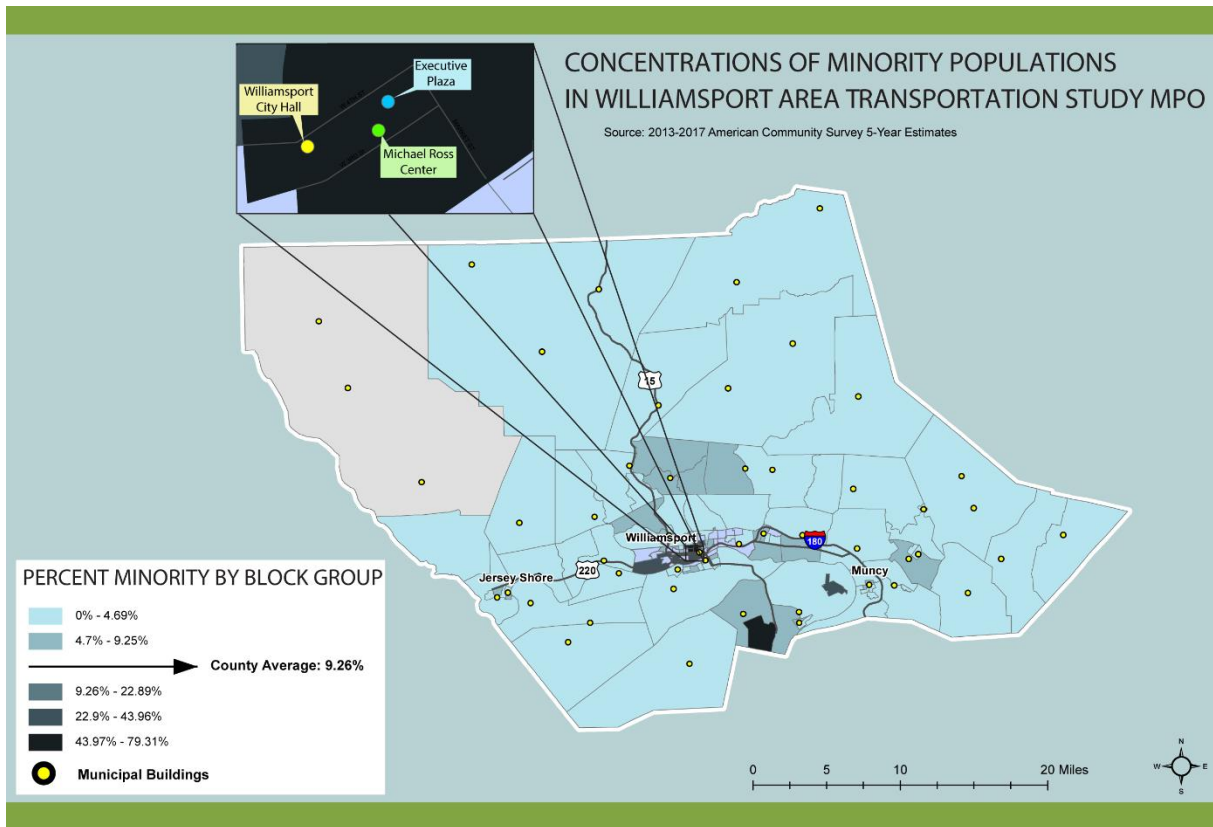 CONCENTRATIONS OF MINORITY POPULATIONS
IN WILLIAMSPORT AREA TRANSPORTATION STUDY MPO
Source: 2013-2017 American Community Survey 5-Year Estimates
Executive
Plaza
Williamsport
City Hall
Michael Ross
Center
15
Williamsport
180
220
Jersey Shore
Muncy
PERCENT MINORITY BY BLOCK GROUP
0% - 4.69%
4.7% - 9.25%
County Average: 9.26%
9.26% - 22.89%
22.9% - 43.96%
43.97% - 79.31%
Municipal Buildings
0 5 10 20 Miles
N
W E
S